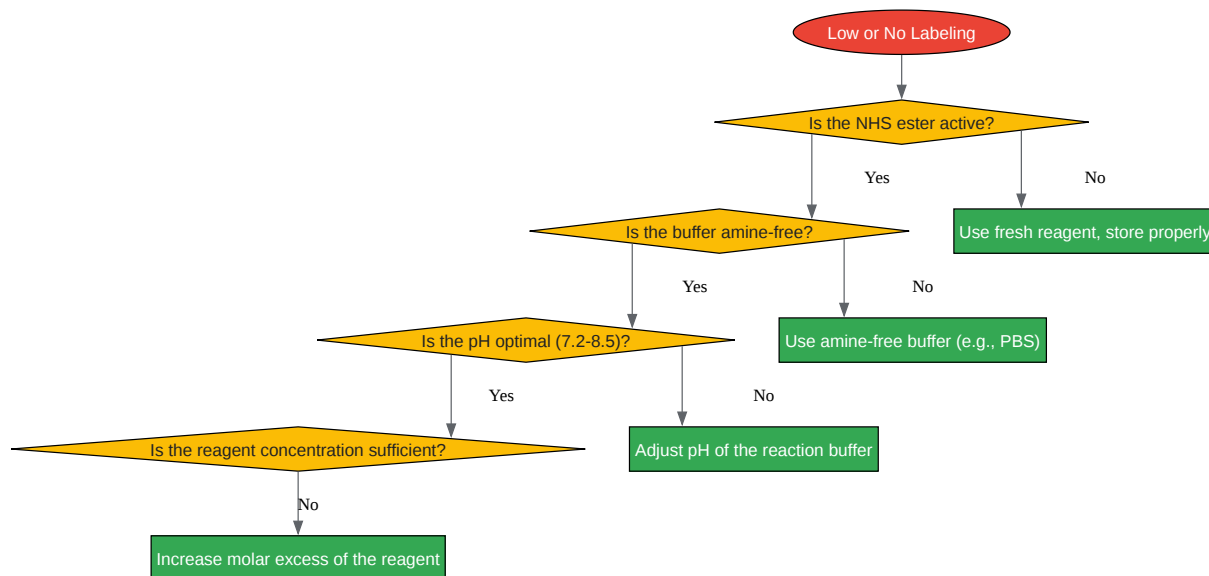 Low or No Labeling
Is the NHS ester active?
Yes
No
Is the buffer amine-free?
Use fresh reagent, store properly
Yes
No
Is the pH optimal (7.2-8.5)?
Use amine-free buffer (e.g., PBS)
Yes
No
Is the reagent concentration sufficient?
Adjust pH of the reaction buffer
No
Increase molar excess of the reagent